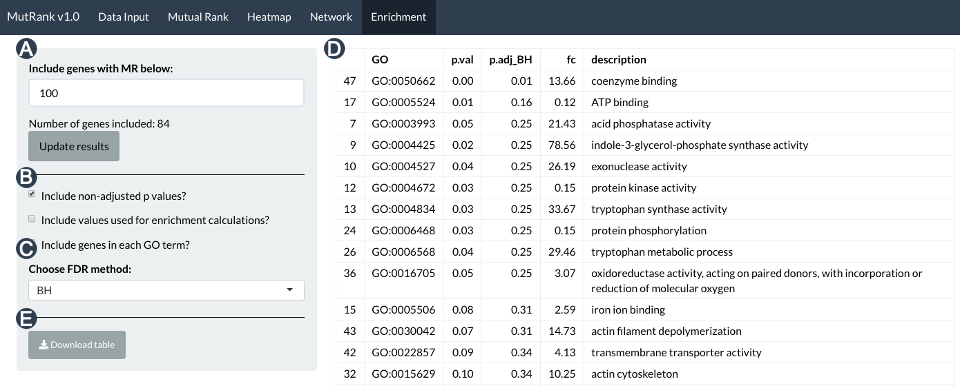 MutRank v1.0 Data Input Mutual Rank Heatmap Network Enrichment
A
Include genes with MR below:
100
Number of genes included: 84
Update results
B
Include non-adjusted p values?
Include values used for enrichment calculations?
C
Include genes in each GO term?
Choose FDR method:
BH
E
Download table
D
GO p.val p.adj_BH fc description
47 GO:0050662 0.00 0.01 13.66 coenzyme binding
17 GO:0005524 0.01 0.16 0.12 ATP binding
7 GO:0003993 0.05 0.25 21.43 acid phosphatase activity
9 GO:0004425 0.02 0.25 78.56 indole-3-glycerol-phosphate synthase activity
10 GO:0004527 0.04 0.25 26.19 exonuclease activity
12 GO:0004672 0.03 0.25 0.15 protein kinase activity
13 GO:0004834 0.03 0.25 33.67 tryptophan synthase activity
24 GO:0006468 0.03 0.25 0.15 protein phosphorylation
26 GO:0006568 0.04 0.25 29.46 tryptophan metabolic process
36 GO:0016705 0.05 0.25 3.07 oxidoreductase activity, acting on paired donors, with incorporation or
reduction of molecular oxygen
15 GO:0005506 0.08 0.31 2.59 iron ion binding
43 GO:0030042 0.07 0.31 14.73 actin filament depolymerization
42 GO:0022857 0.09 0.34 4.13 transmembrane transporter activity
32 GO:0015629 0.10 0.34 10.25 actin cytoskeleton